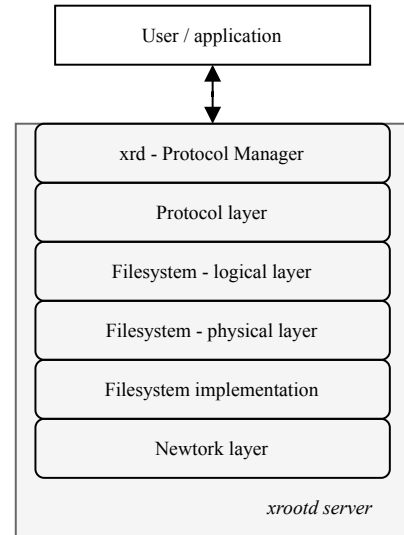 User / application
xrd - Protocol Manager
Protocol layer
Filesystem - logical layer
Filesystem - physical layer
Filesystem implementation
Newtork layer
xrootd server